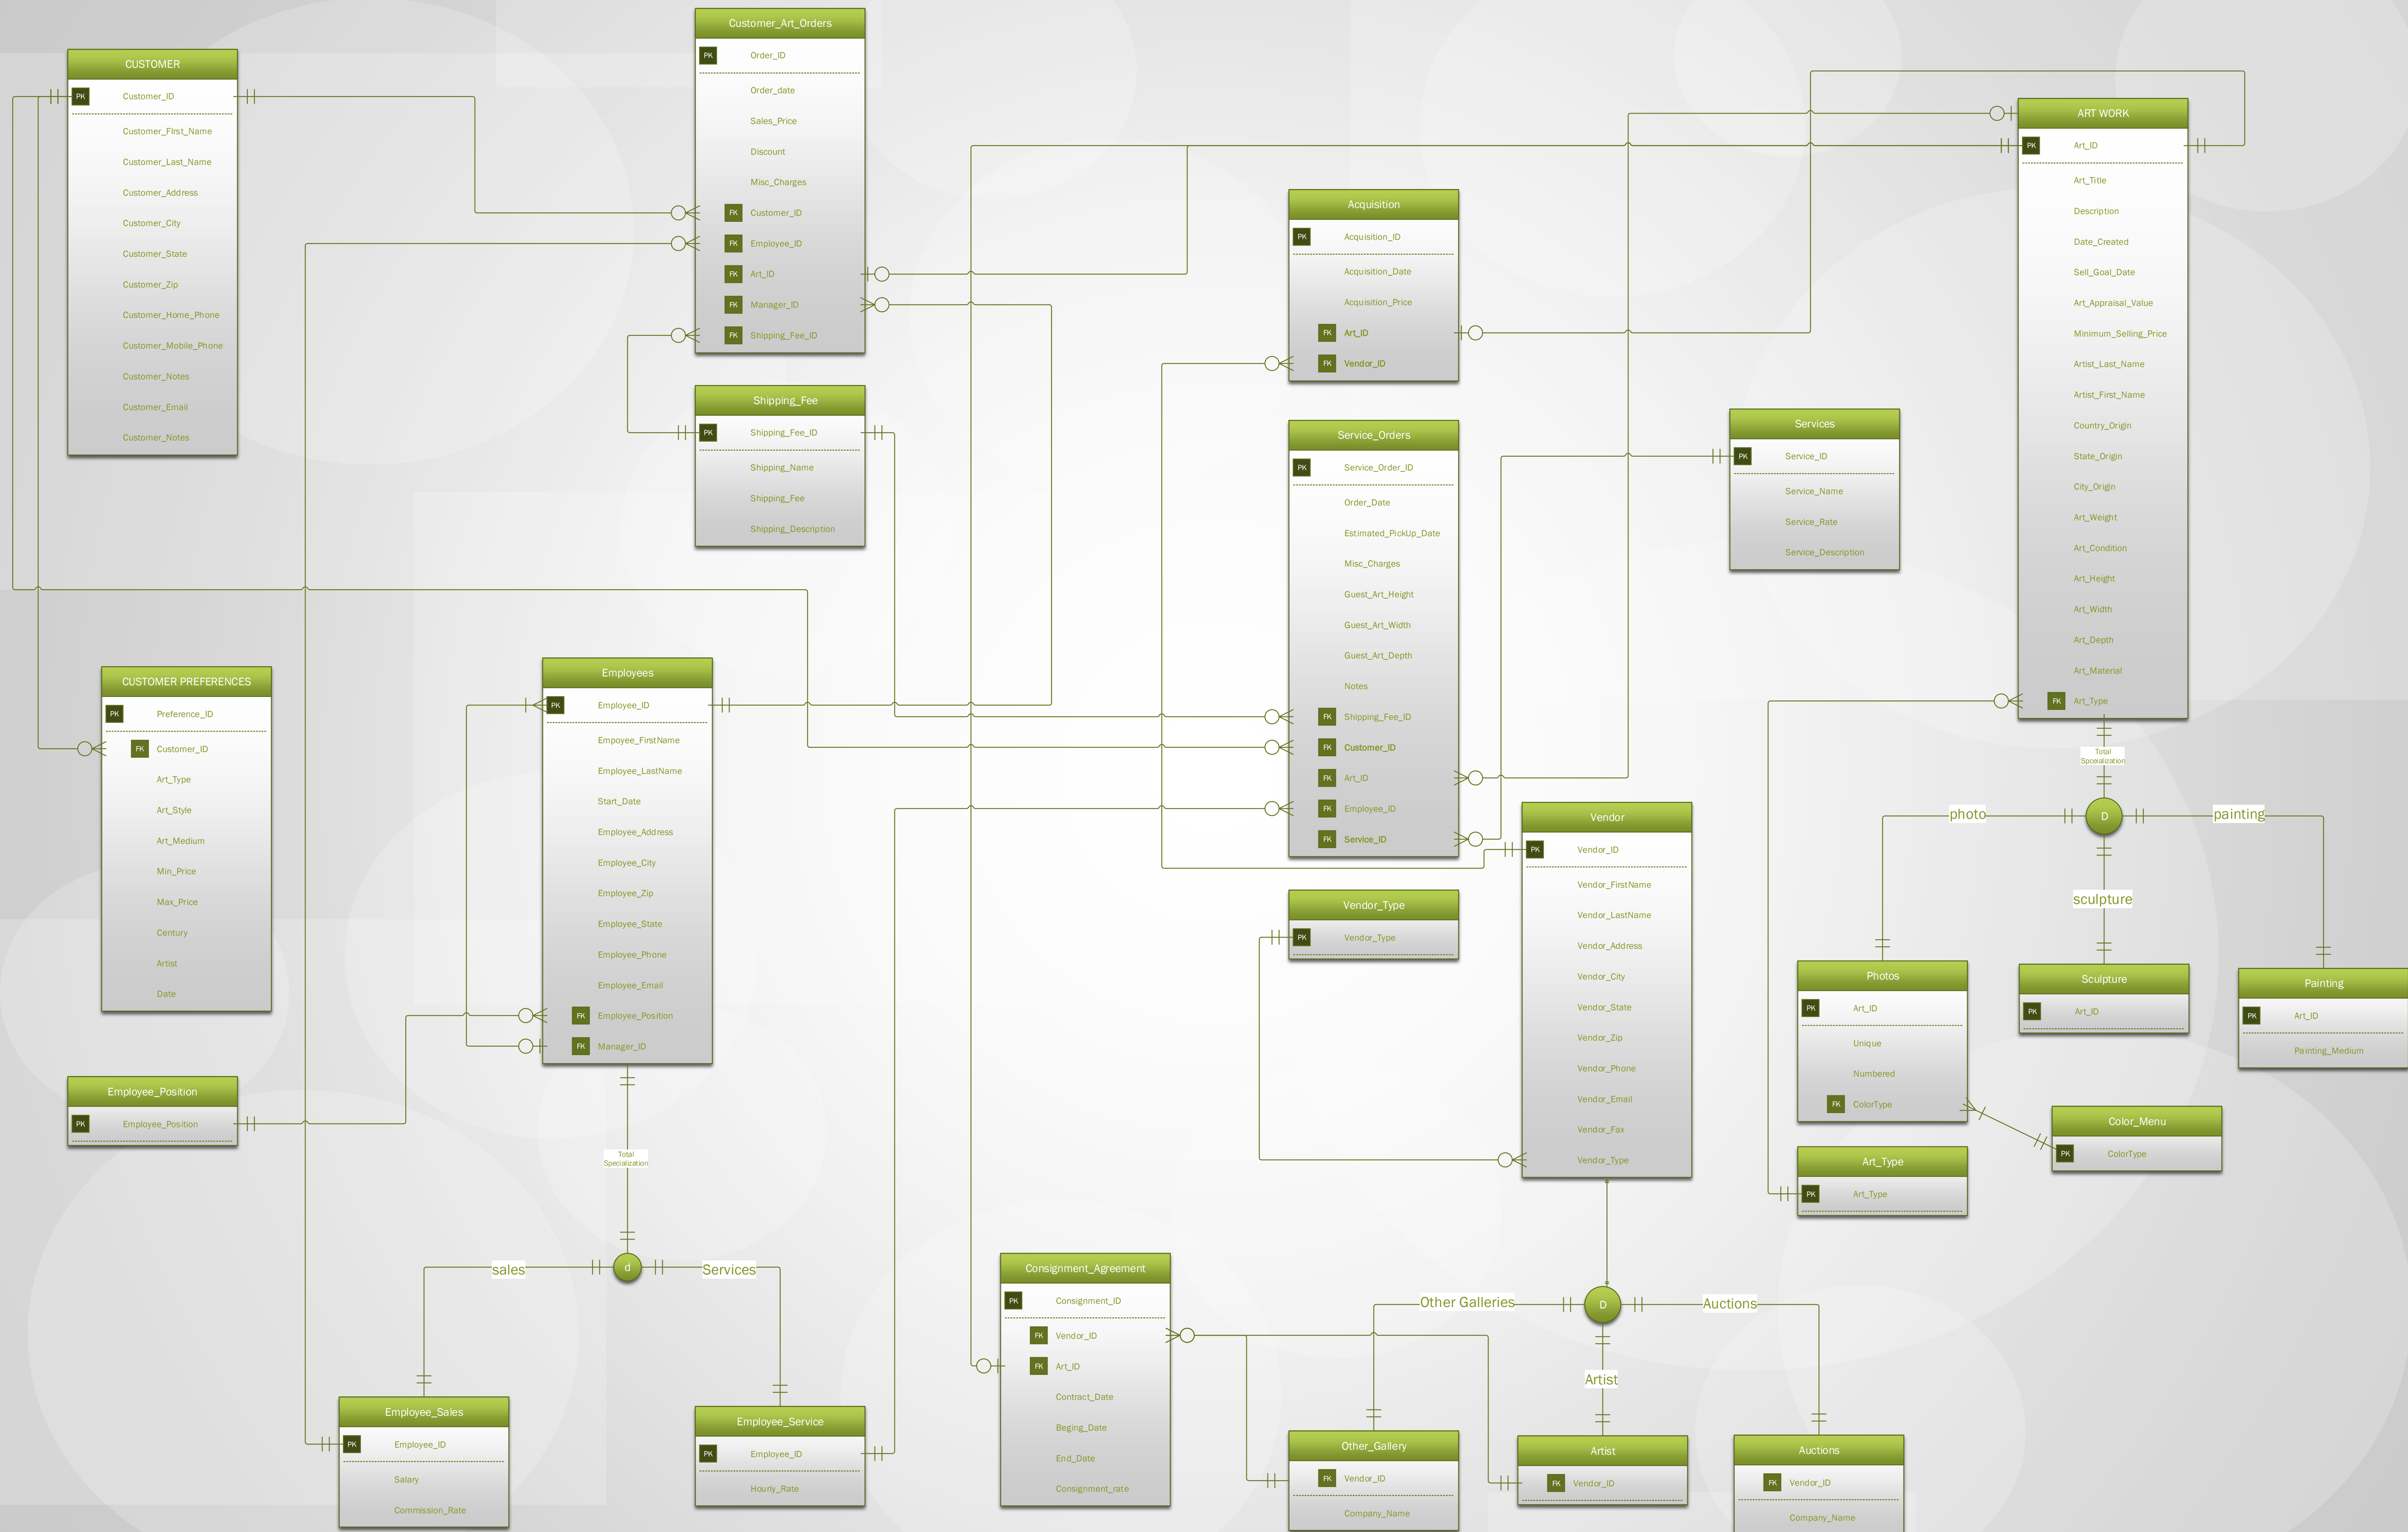 CUSTOMER
PK Customer_ID
Customer_FIrst_Name
Customer_Last_Name
Customer_Address
Customer_City
Customer_State
Customer_Zip
Customer_Home_Phone
Customer_Mobile_Phone
Customer_Notes
Customer_Email
Customer_Notes
Customer_Art_Orders
PK Order_ID
Order_date
Sales_Price
Discount
Misc_Charges
FK Customer_ID
FK Employee_ID
FK Art_ID
FK Manager_ID
FK Shipping_Fee_ID
Shipping_Fee
PK Shipping_Fee_ID
Shipping_Name
Shipping_Fee
Shipping_Description
Acquisition
PK Acquisition_ID
Acquisition_Date
Acquisition_Price
FK Art_ID
FK Vendor_ID
Service_Orders
PK Service_Order_ID
Order_Date
Estimated_PickUp_Date
Misc_Charges
Guest_Art_Height
Guest_Art_Width
Guest_Art_Depth
Notes
FK Shipping_Fee_ID
FK Customer_ID
FK Art_ID
FK Employee_ID
FK Service_ID
Services
PK Service_ID
Service_Name
Service_Rate
Service_Description
ART WORK
PK Art_ID
Art_Title
Description
Date_Created
Sell_Goal_Date
Art_Appraisal_Value
Minimum_Selling_Price
Artist_Last_Name
Artist_First_Name
Country_Origin
State_Origin
City_Origin
Art_Weight
Art_Condition
Art_Height
Art_Width
Art_Depth
Art_Material
FK Art_Type
Total
Spceialization
D
photo
painting
sculpture
CUSTOMER PREFERENCES
PK Preference_ID
FK Customer_ID
Art_Type
Art_Style
Art_Medium
Min_Price
Max_Price
Century
Artist
Date
Employees
PK Employee_ID
Empoyee_FirstName
Employee_LastName
Start_Date
Employee_Address
Employee_City
Employee_Zip
Employee_State
Employee_Phone
Employee_Email
FK Employee_Position
FK Manager_ID
Employee_Position
PK Employee_Position
Total
Specialization
d
sales
Services
Employee_Sales
PK Employee_ID
Salary
Commission_Rate
Employee_Service
PK Employee_ID
Hourly_Rate
Vendor_Type
PK Vendor_Type
Vendor
PK Vendor_ID
Vendor_FirstName
Vendor_LastName
Vendor_Address
Vendor_City
Vendor_State
Vendor_Zip
Vendor_Phone
Vendor_Email
Vendor_Fax
Vendor_Type
Photos
PK Art_ID
Unique
Numbered
FK ColorType
Sculpture
PK Art_ID
Painting
PK Art_ID
Painting_Medium
Color_Menu
PK ColorType
Art_Type
PK Art_Type
Consignment_Agreement
PK Consignment_ID
FK Vendor_ID
FK Art_ID
Contract_Date
Beging_Date
End_Date
Consignment_rate
D
Other Galleries
Auctions
Artist
Other_Gallery
FK Vendor_ID
Company_Name
Artist
FK Vendor_ID
Auctions
FK Vendor_ID
Company_Name